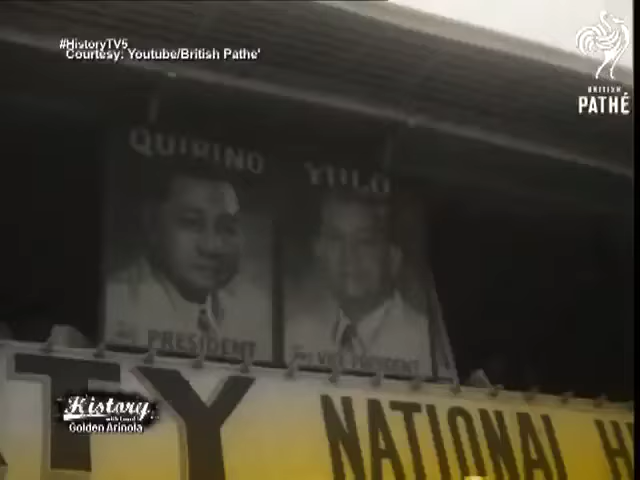 #HistoryTV5
Courtesy: Youtube/British Pathe'
BRITISH
PATHÉ
QUIRINO
YULO
PRESIDENT
VICE PRESIDENT
TY NATIONAL H
History
Golden Arinola